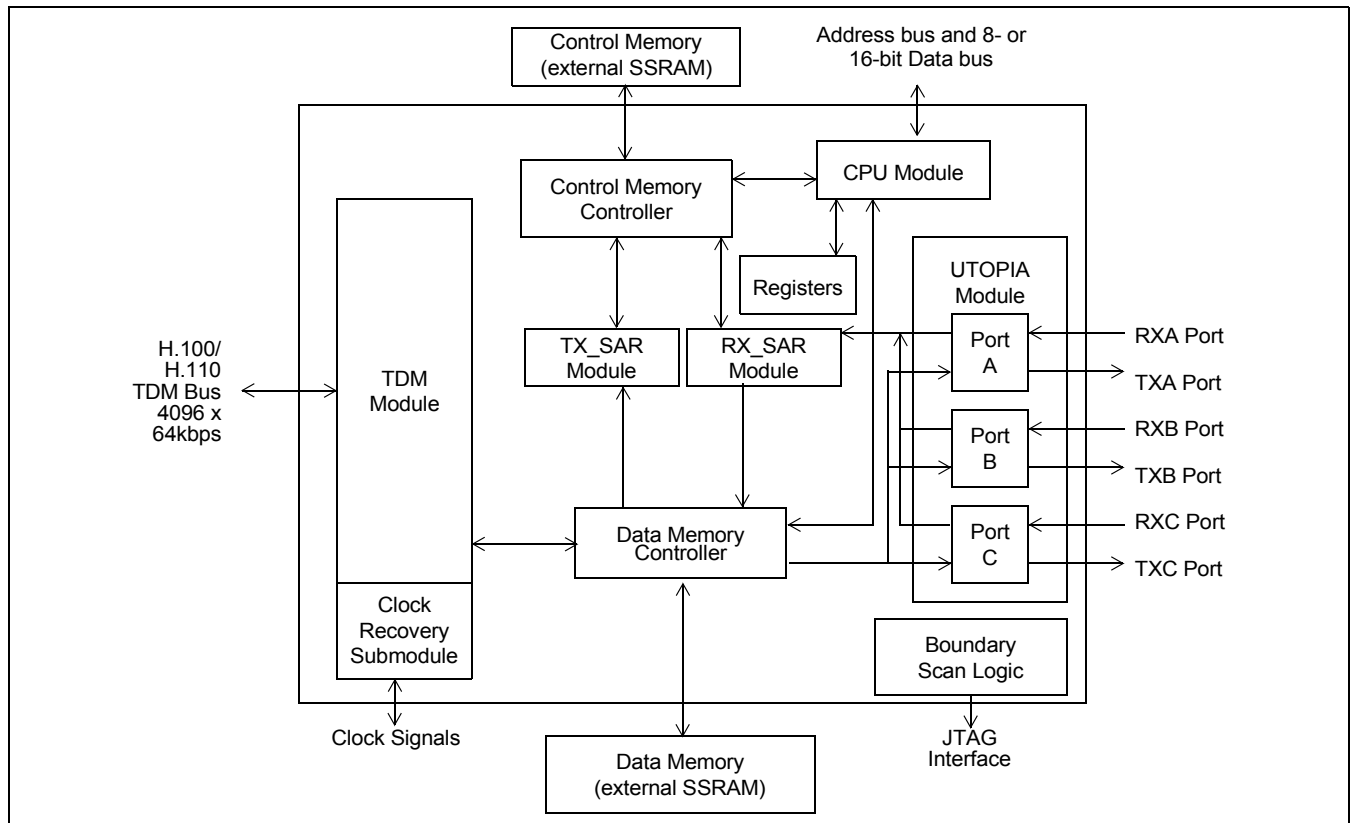 Control Memory
(external SSRAM)
Address bus and 8- or
16-bit Data bus
Control Memory
Controller
CPU Module
Registers
UTOPIA
Module
TDM
Module
TX_SAR
Module
RX_SAR
Module
Port
A
Port
B
Port
C
RXA Port
TXA Port
RXB Port
TXB Port
RXC Port
TXC Port
H.100/
H.110
TDM Bus
4096 x
64kbps
Data Memory
Controller
Clock
Recovery
Submodule
Boundary
Scan Logic
Clock Signals
Data Memory
(external SSRAM)
JTAG
Interface